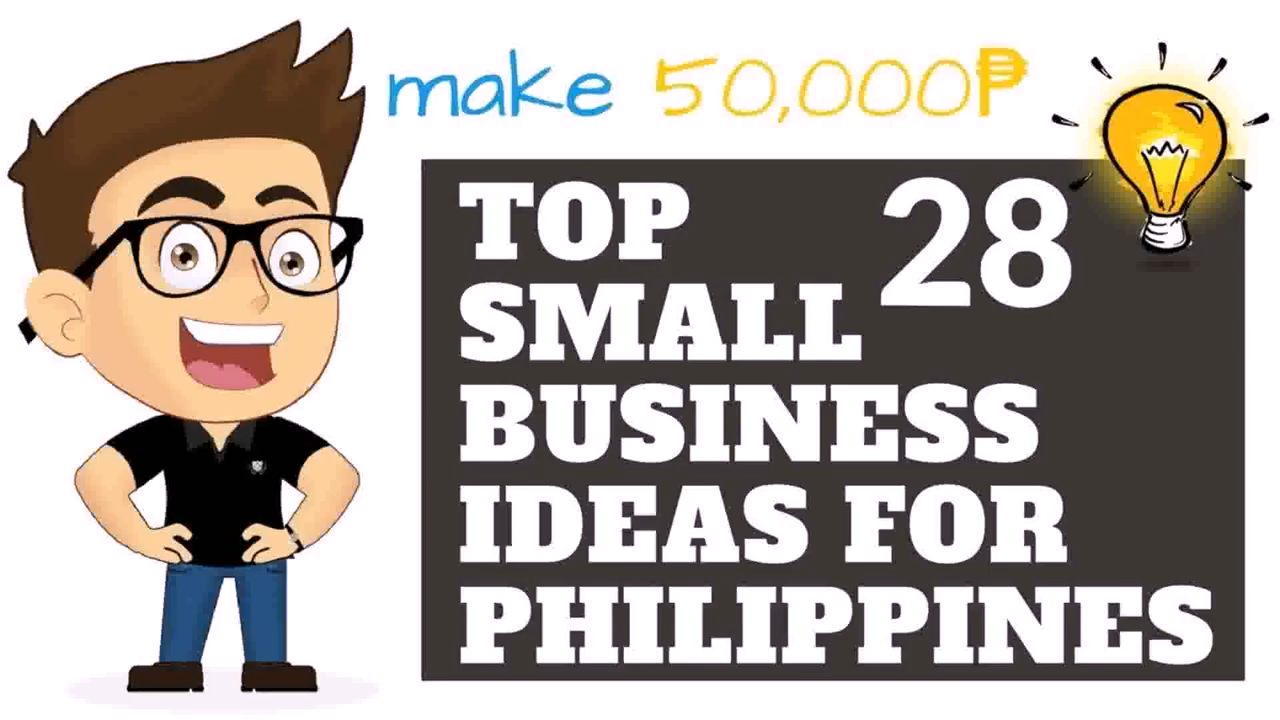 make 50,000₱
TOP 28
SMALL
BUSINESS
IDEAS FOR
PHILIPPINES